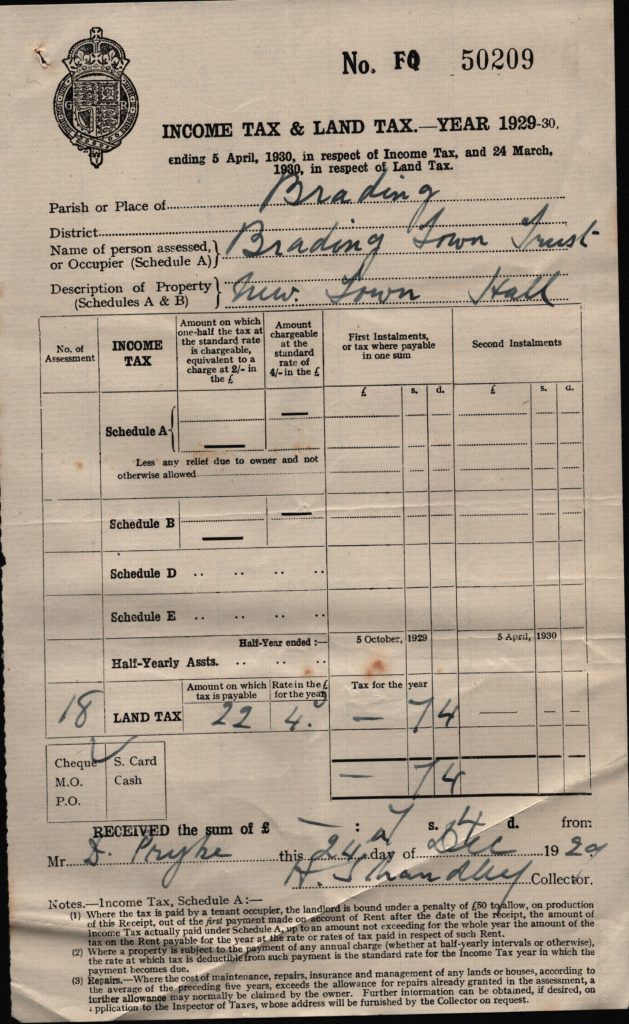 G R
No. FQ 50209
INCOME TAX & LAND TAX.—YEAR 1929-30,
ending 5 April, 1930, in respect of Income Tax, and 24 March,
1930, in respect of Land Tax.
Parish or Place of Brading
District
Name of person assessed, or Occupier (Schedule A) Brading Town Trust
Description of Property (Schedules A & B) New Town Hall
No. of Assessment
INCOME TAX
Amount on which one-half the tax at the standard rate is chargeable, equivalent to a charge at 2/- in the £
Amount chargeable at the standard rate of 4/- in the £
First Instalments, or tax where payable in one sum
Second Instalments
£ s. d. £ s. d.
Schedule A
Less any relief due to owner and not
otherwise allowed
Schedule B
Schedule D .. .. .. ..
Schedule E .. .. .. ..
Half-Year ended :— 5 October, 1929 5 April, 1930
Half-Yearly Assts. .. .. ..
Amount on which tax is payable Rate in the £ for the year Tax for the year
18 LAND TAX 22 4 — 7 4 — — —
— 7 4
Cheque S. Card
M.O. Cash
P.O.
RECEIVED the sum of £ — : 7 s. 4 d. from
Mr. D. Pryke this 24 day of Dec 1929
Collector.
Notes.—Income Tax, Schedule A :—
(1) Where the tax is paid by a tenant occupier, the landlord is bound under a penalty of £50 to allow, on production
of this Receipt, out of the first payment made on account of Rent after the date of the receipt, the amount of
Income Tax actually paid under Schedule A, up to an amount not exceeding for the whole year the amount of the
tax on the Rent payable for the year at the rate or rates of tax paid in respect of such Rent.
(2) Where a property is subject to the payment of any annual charge (whether at half-yearly intervals or otherwise),
the rate at which tax is deductible from such payment is the standard rate for the Income Tax year in which the
payment becomes due.
(3) Repairs.—Where the cost of maintenance, repairs, insurance and management of any lands or houses, according to
the average of the preceding five years, exceeds the allowance for repairs already granted in the assessment, a
further allowance may normally be claimed by the owner. Further information can be obtained, if desired, on
application to the Inspector of Taxes, whose address will be furnished by the Collector on request.